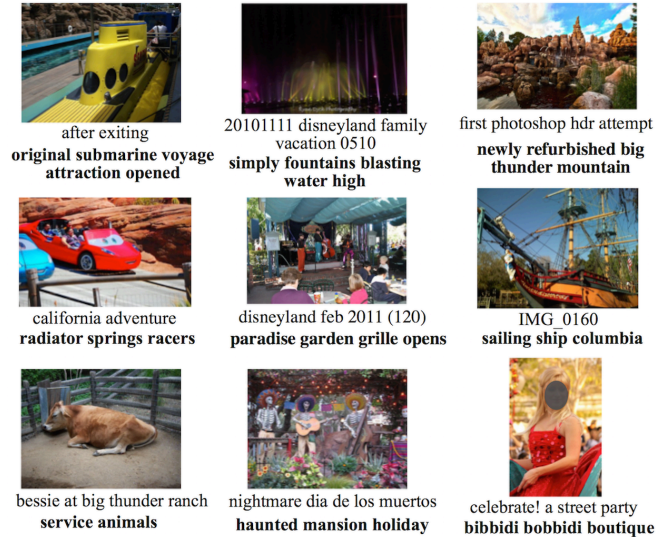 after exiting
original submarine voyage
attraction opened
20101111 disneyland family
vacation 0510
simply fountains blasting
water high
first photoshop hdr attempt
newly refurbished big
thunder mountain
california adventure
radiator springs racers
disneyland feb 2011 (120)
paradise garden grille opens
IMG_0160
sailing ship columbia
bessie at big thunder ranch
service animals
nightmare dia de los muertos
haunted mansion holiday
celebrate! a street party
bibbidi bobbidi boutique